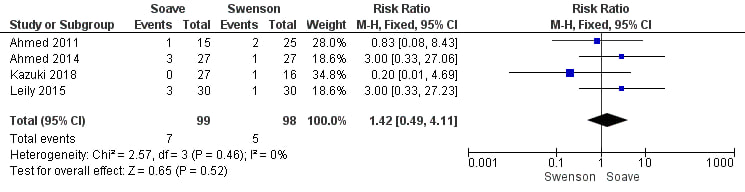 Soave Swenson Risk Ratio Risk Ratio
Study or Subgroup Events Total Events Total Weight M-H, Fixed, 95% CI M-H, Fixed, 95% CI
Ahmed 2011 1 15 2 25 28.0% 0.83 [0.08, 8.43]
Ahmed 2014 3 27 1 27 18.6% 3.00 [0.33, 27.06]
Kazuki 2018 0 27 1 16 34.8% 0.20 [0.01, 4.69]
Leily 2015 3 30 1 30 18.6% 3.00 [0.33, 27.23]
Total (95% CI) 99 98 100.0% 1.42 [0.49, 4.11]
Total events 7 5
Heterogeneity: Chi² = 2.57, df = 3 (P = 0.46); I² = 0%
Test for overall effect: Z = 0.65 (P = 0.52)
0.001 0.1 1 10 1000
Swenson Soave